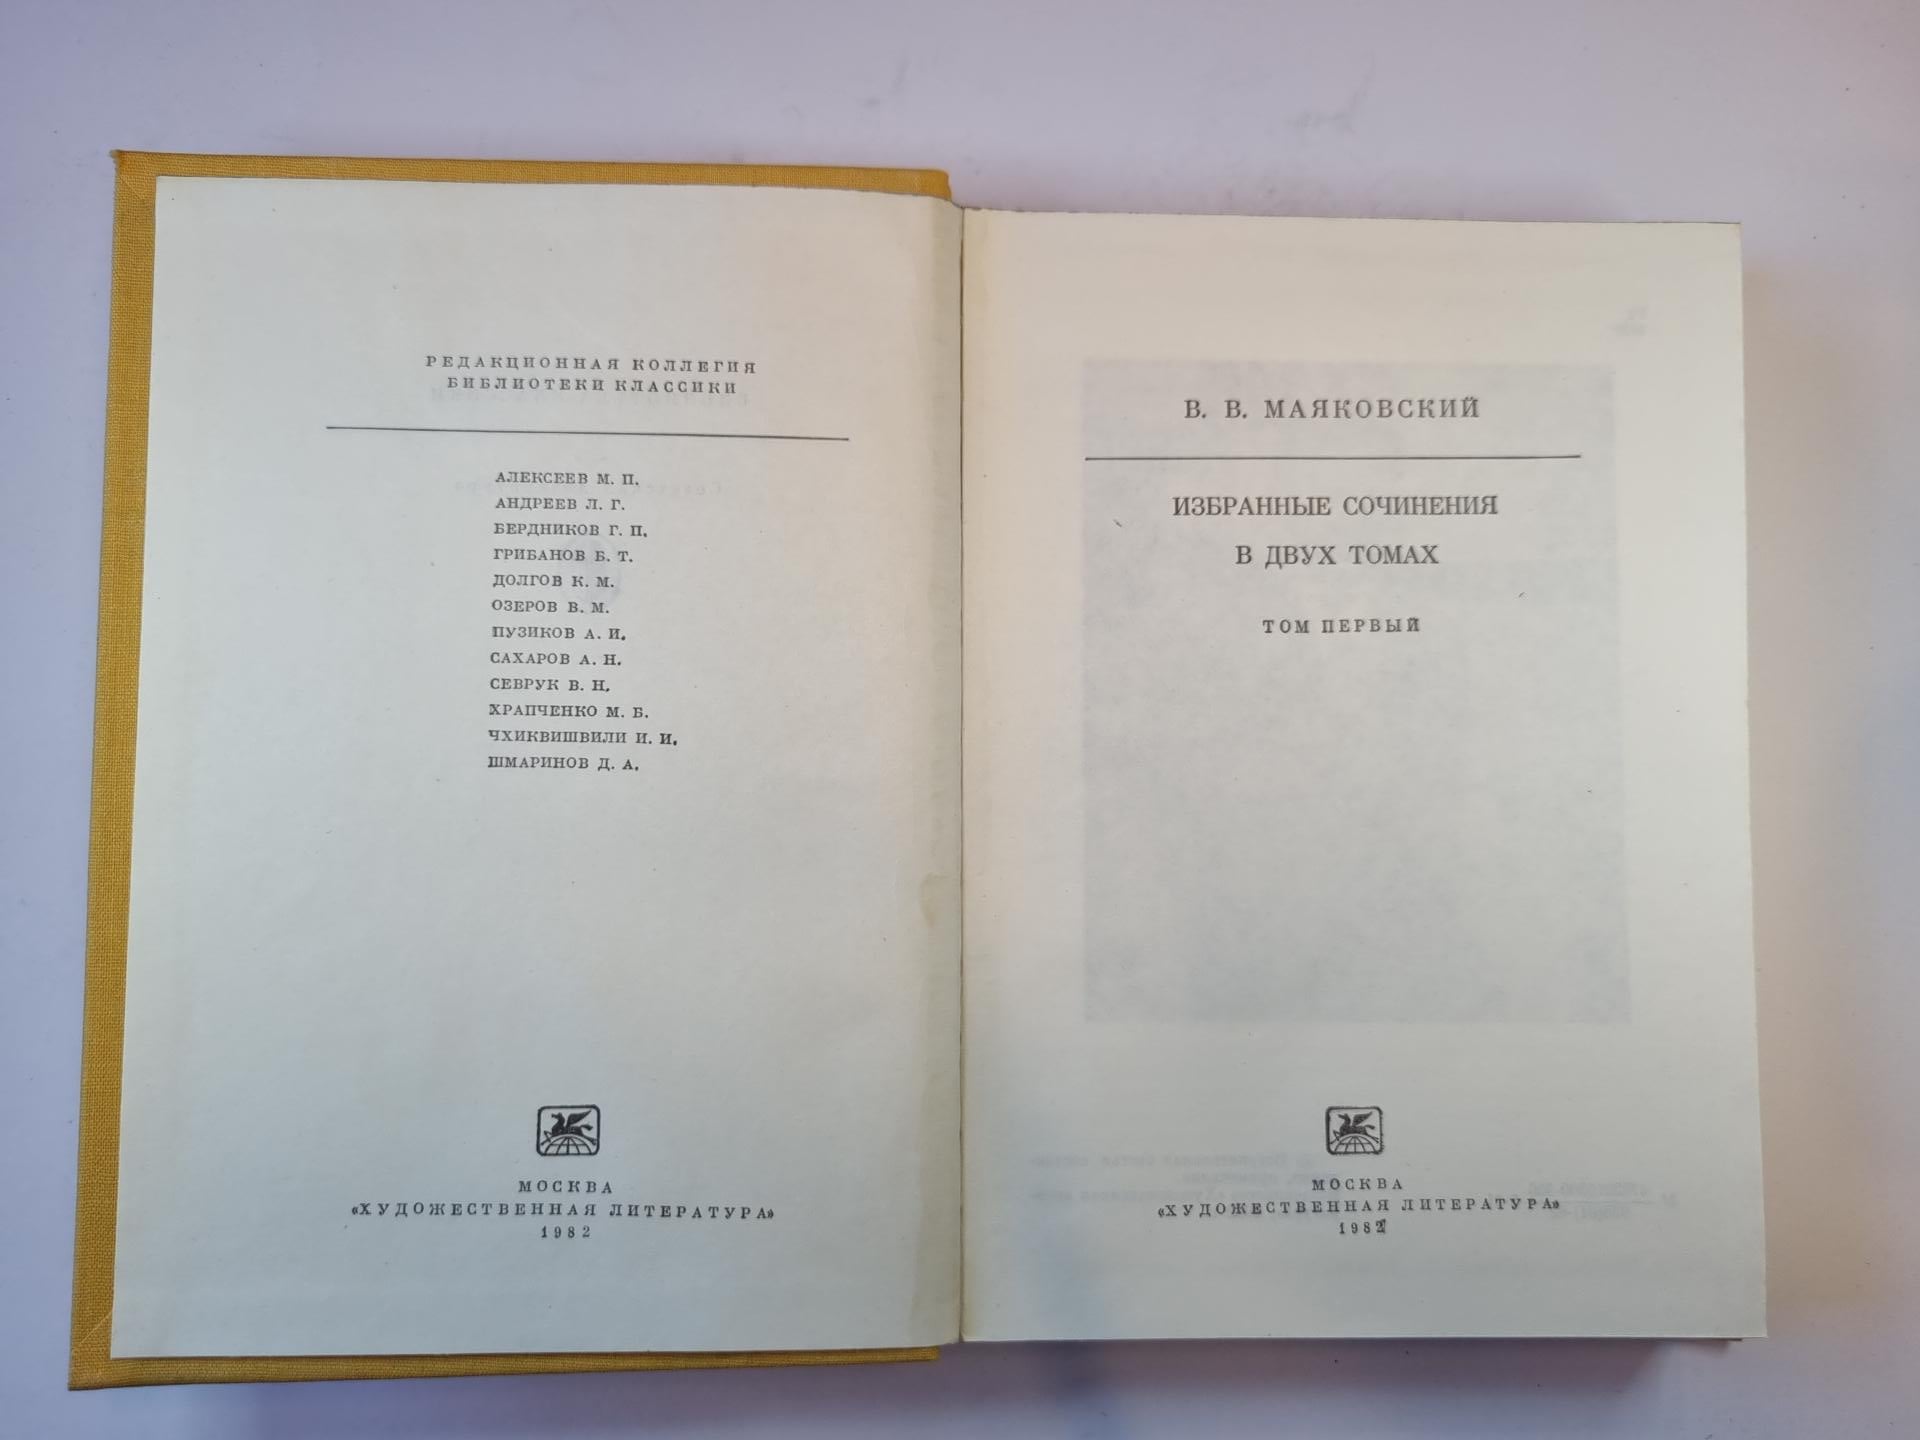 РЕДАКЦИОННАЯ КОЛЛЕГИЯ
БИБЛИОТЕКИ КЛАССИКИ
АЛЕКСЕЕВ М. П.
АНДРЕЕВ Л. Г.
БЕРДНИКОВ Г. П.
ГРИБАНОВ Б. Т.
ДОЛГОВ К. М.
ОЗЕРОВ В. М.
ПУЗИКОВ А. И.
САХАРОВ А. Н.
СЕВРУК В. Н.
ХРАПЧЕНКО М. Б.
ЧХИКВИШВИЛИ И. И.
ШМАРИНОВ Д. А.
МОСКВА
«ХУДОЖЕСТВЕННАЯ ЛИТЕРАТУРА»
1982
В. В. МАЯКОВСКИЙ
ИЗБРАННЫЕ СОЧИНЕНИЯ
В ДВУХ ТОМАХ
ТОМ ПЕРВЫЙ
МОСКВА
«ХУДОЖЕСТВЕННАЯ ЛИТЕРАТУРА»
1982